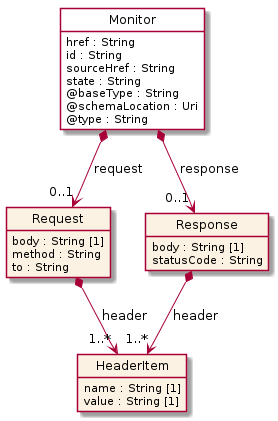 Monitor
href : String
id : String
sourceHref : String
state : String
@baseType : String
@schemaLocation : Uri
@type : String
request
response
0..1
0..1
Request
body : String [1]
method : String
to : String
Response
body : String [1]
statusCode : String
header
header
1..*
1..*
HeaderItem
name : String [1]
value : String [1]